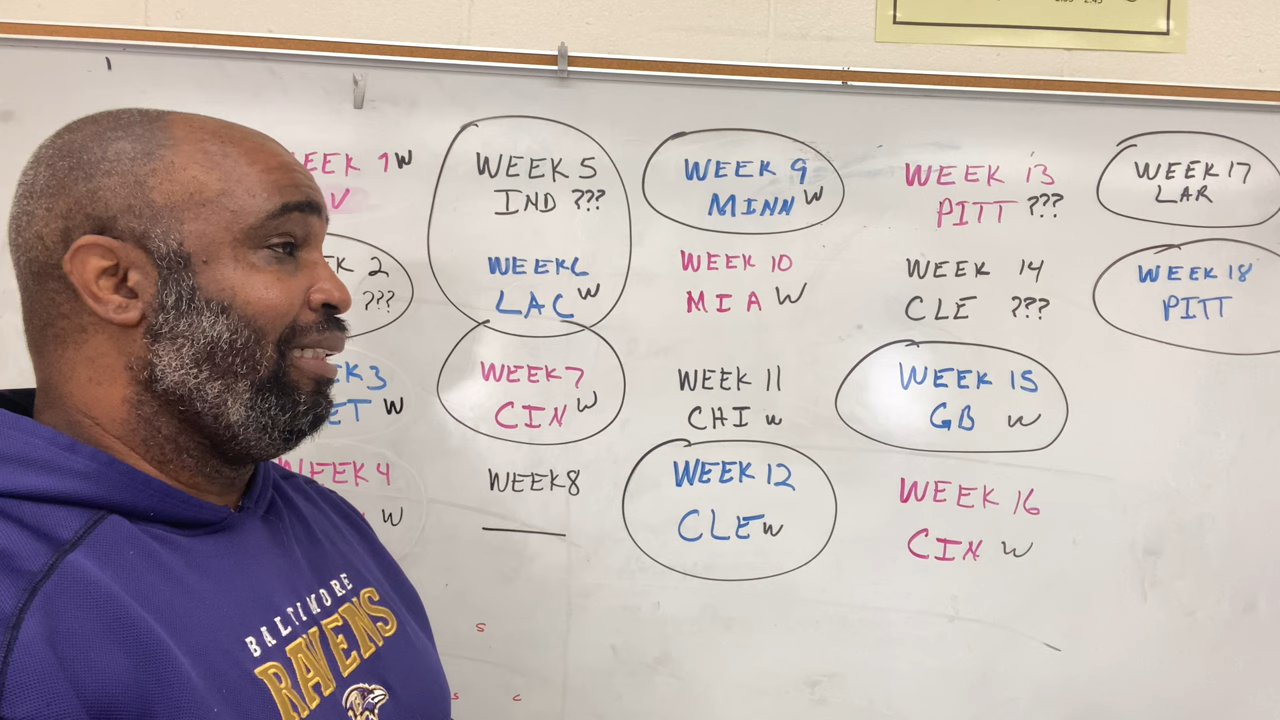 EEK 1 W
V
K 2
???
K3
ET W
WEEK 4
W
WEEK 5
IND ???
WEEK 6
LAC W
WEEK 7
CIN W
WEEK 8
WEEK 9
MINN W
WEEK 10
MIA W
WEEK 11
CHI W
WEEK 12
CLE W
WEEK 13
PITT ???
WEEK 14
CLE ???
WEEK 15
GB W
WEEK 16
CIN W
WEEK 17
LAR
WEEK 18
PITT
S
S C
BALTIMORE
RAVENS